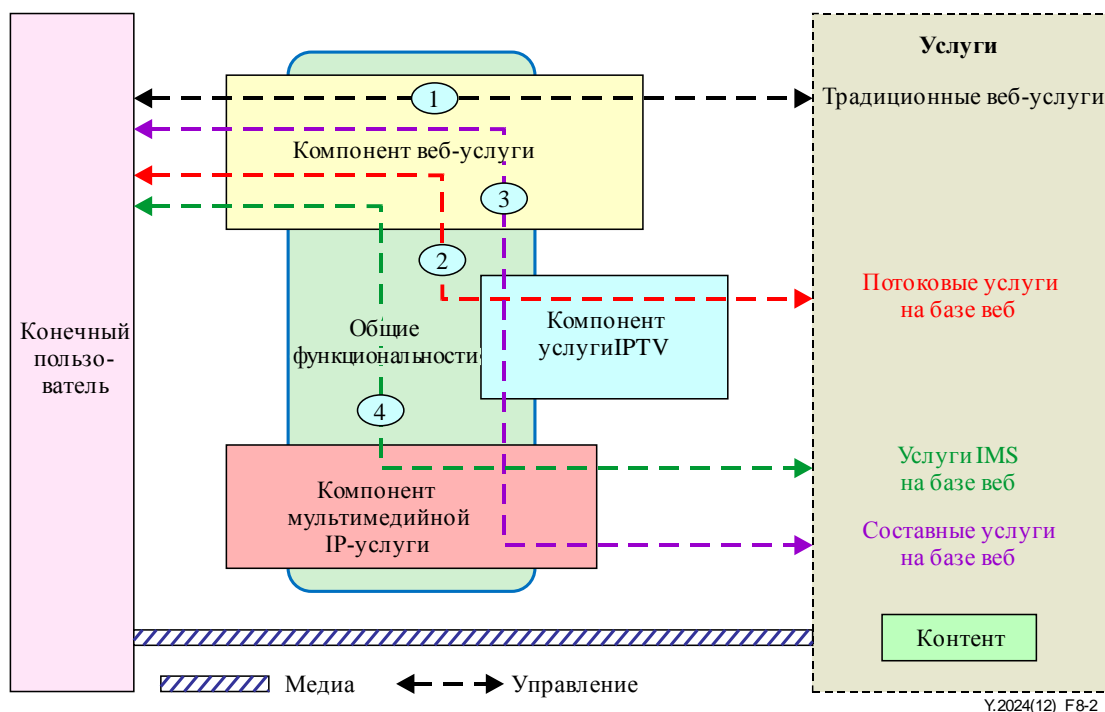 Услуги
1
Традиционные веб-услуги
Компонент веб-услуги
3
2
Потоковые услуги
на базе веб
Конечный
пользо-
ватель
Общие
функциональности
Компонент
услуги IPTV
4
Услуги IMS
на базе веб
Компонент
мультимедийной
IP-услуги
Составные услуги
на базе веб
Контент
Медиа
Управление
Y.2024(12)_F8-2